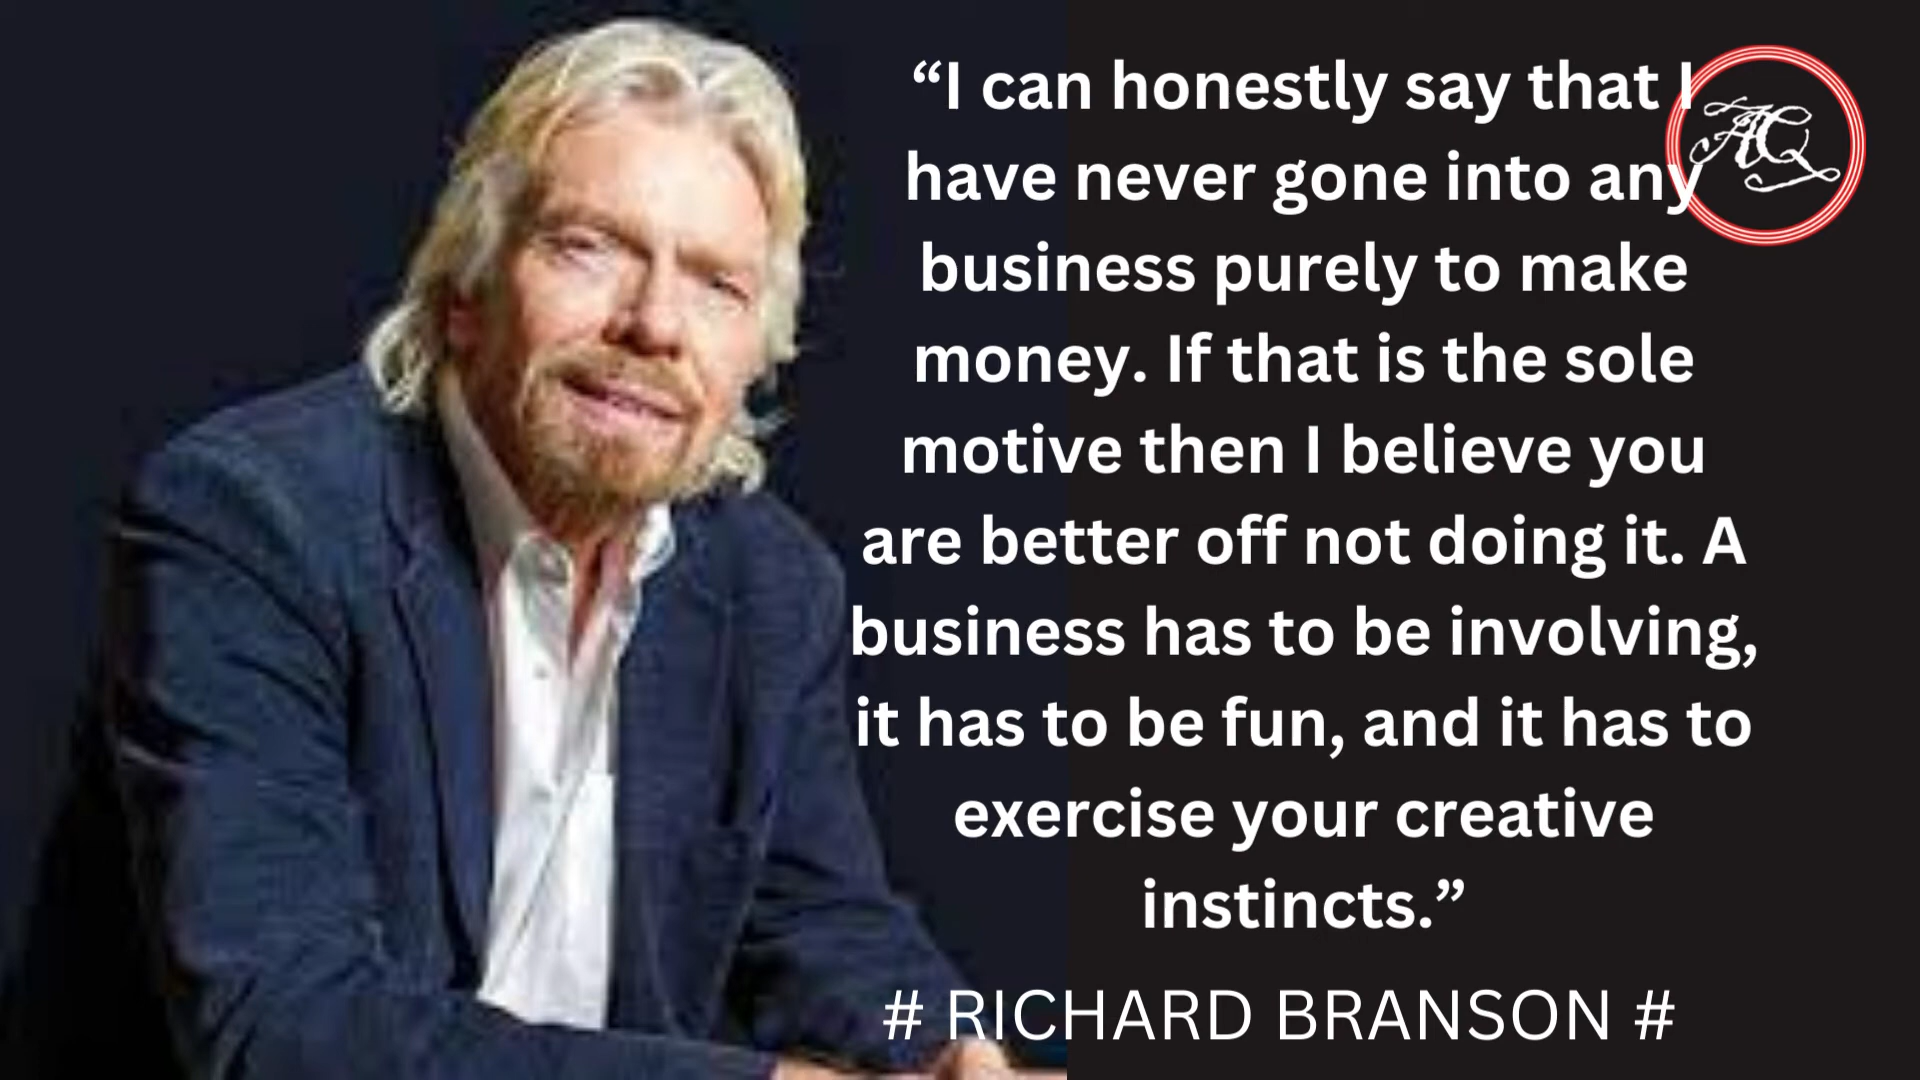 “I can honestly say that I
have never gone into any
business purely to make
money. If that is the sole
motive then I believe you
are better off not doing it. A
business has to be involving,
it has to be fun, and it has to
exercise your creative
instincts.”
# RICHARD BRANSON #
AQ